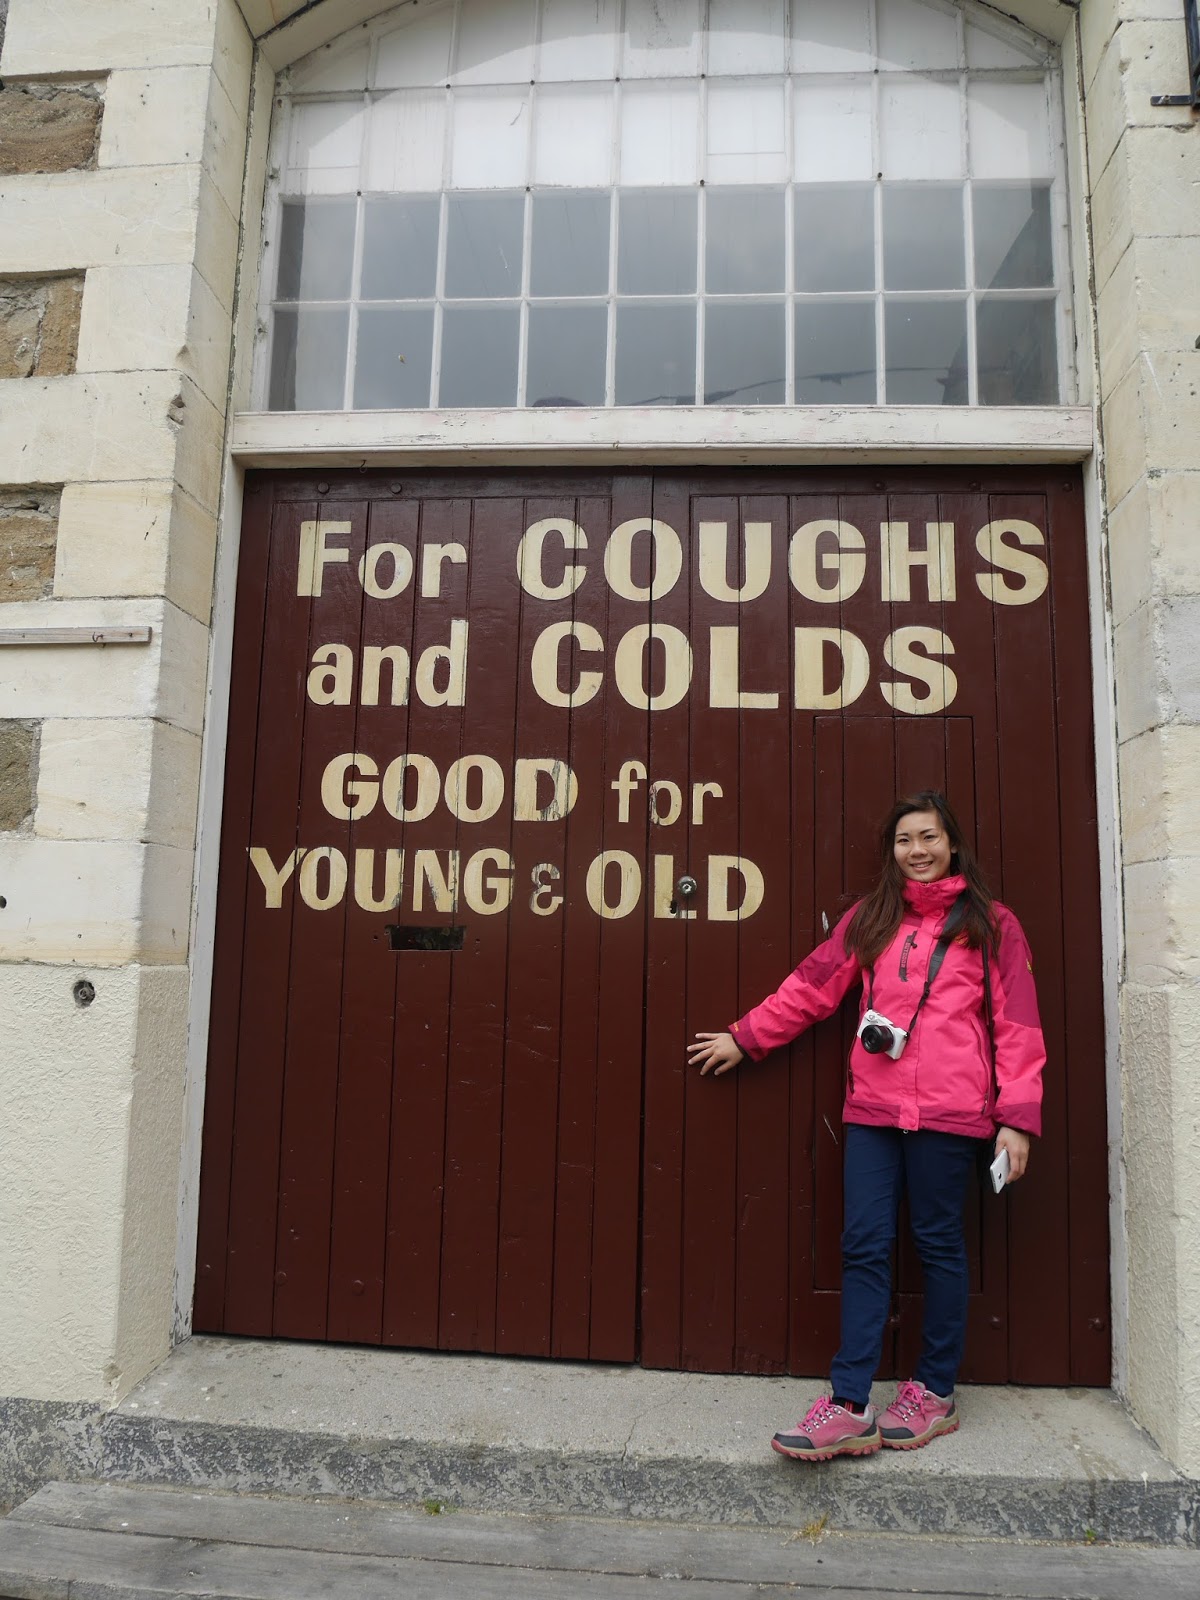 For COUGHS
and COLDS
GOOD for
YOUNG & OLD